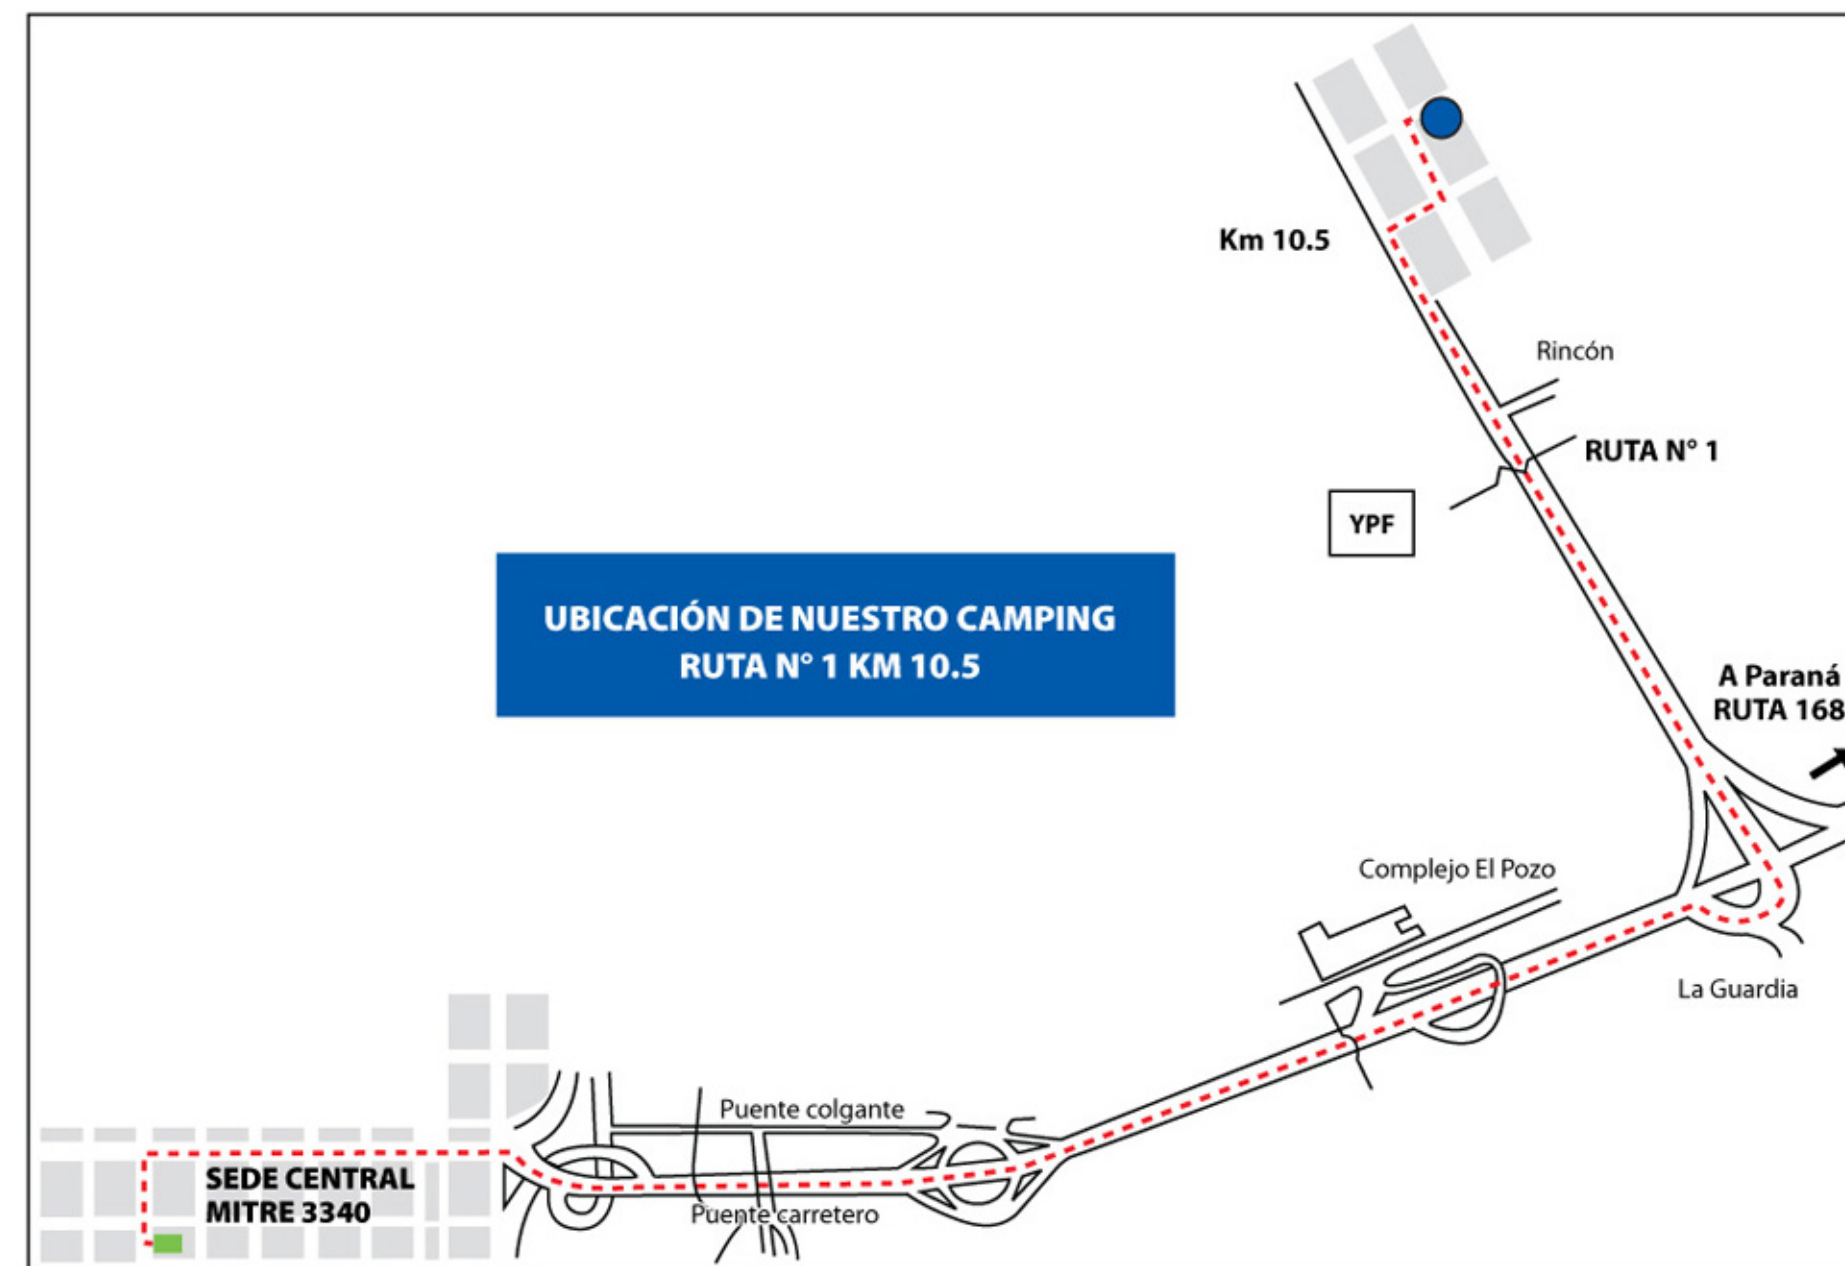 Km 10.5
Rincón
RUTA N° 1
YPF
UBICACIÓN DE NUESTRO CAMPING
RUTA N° 1 KM 10.5
A Paraná
RUTA 168
Complejo El Pozo
La Guardia
Puente colgante
SEDE CENTRAL
MITRE 3340
Puente carretero